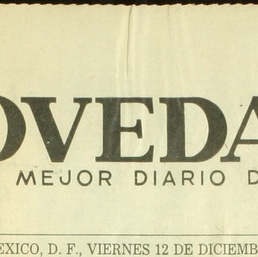 OVEDA
MEJOR DIARIO D
EXICO, D. F., VIERNES 12 DE DICIEMB